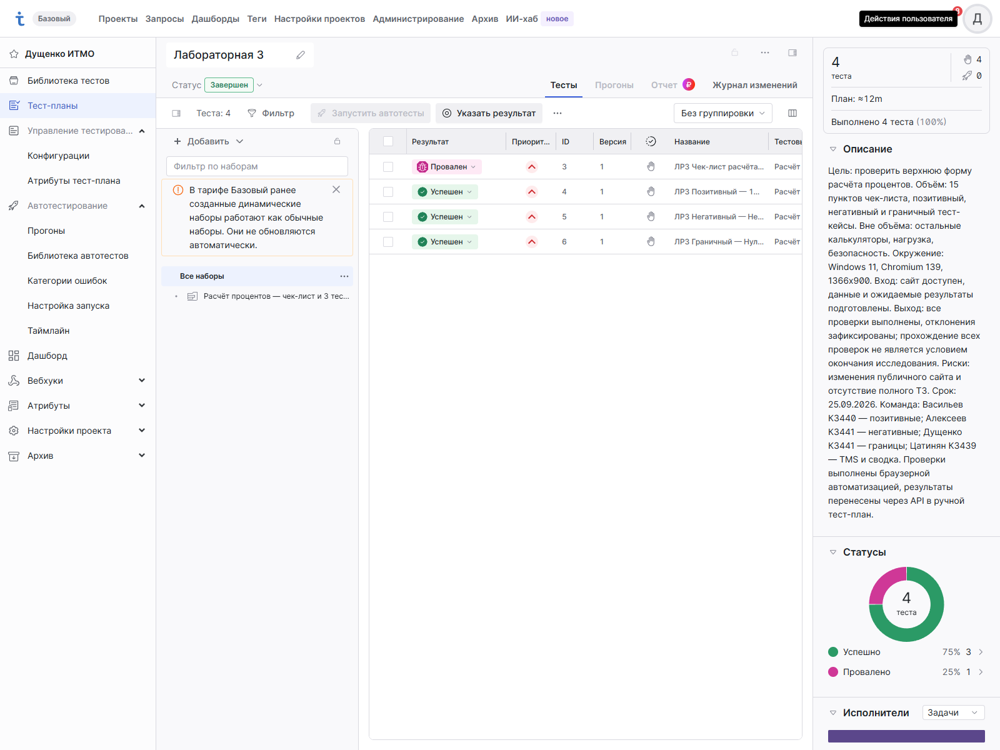 Базовый
Проекты Запросы Дашборды Теги Настройки проектов Администрирование Архив ИИ-хаб новое
Действия пользователя
8
Д
Дущенко ИТМО
Библиотека тестов
Тест-планы
Управление тестирова...
Конфигурации
Атрибуты тест-плана
Автотестирование
Прогоны
Библиотека автотестов
Категории ошибок
Настройка запуска
Таймлайн
Дашборд
Вебхуки
Атрибуты
Настройки проекта
Архив
Лабораторная 3
Статус Завершен
Тесты Прогоны Отчет ₽ Журнал изменений
Теста: 4 Фильтр Запустить автотесты Указать результат
Без группировки
Добавить
Фильтр по наборам
В тарифе Базовый ранее
созданные динамические
наборы работают как обычные
наборы. Они не обновляются
автоматически.
Все наборы
Расчёт процентов — чек-лист и 3 тес...
Результат Приорит... ID Версия Название Тестовы
Провален 3 1 ЛР3 Чек-лист расчёта... Расчёт
Успешен 4 1 ЛР3 Позитивный — 1... Расчёт
Успешен 5 1 ЛР3 Негативный — Не... Расчёт
Успешен 6 1 ЛР3 Граничный — Нул... Расчёт
4
теста
4
0
План: ≈12m
Выполнено 4 теста (100%)
Описание
Цель: проверить верхнюю форму
расчёта процентов. Объём: 15
пунктов чек-листа, позитивный,
негативный и граничный тест-
кейсы. Вне объёма: остальные
калькуляторы, нагрузка,
безопасность. Окружение:
Windows 11, Chromium 139,
1366x900. Вход: сайт доступен,
данные и ожидаемые результаты
подготовлены. Выход: все
проверки выполнены, отклонения
зафиксированы; прохождение всех
проверок не является условием
окончания исследования. Риски:
изменения публичного сайта и
отсутствие полного ТЗ. Срок:
25.09.2026. Команда: Васильев
К3440 — позитивные; Алексеев
К3441 — негативные; Дущенко
К3441 — границы; Цатинян К3439
— TMS и сводка. Проверки
выполнены браузерной
автоматизацией, результаты
перенесены через API в ручной
тест-план.
Статусы
4
теста
Успешно 75% 3
Провалено 25% 1
Исполнители Задачи